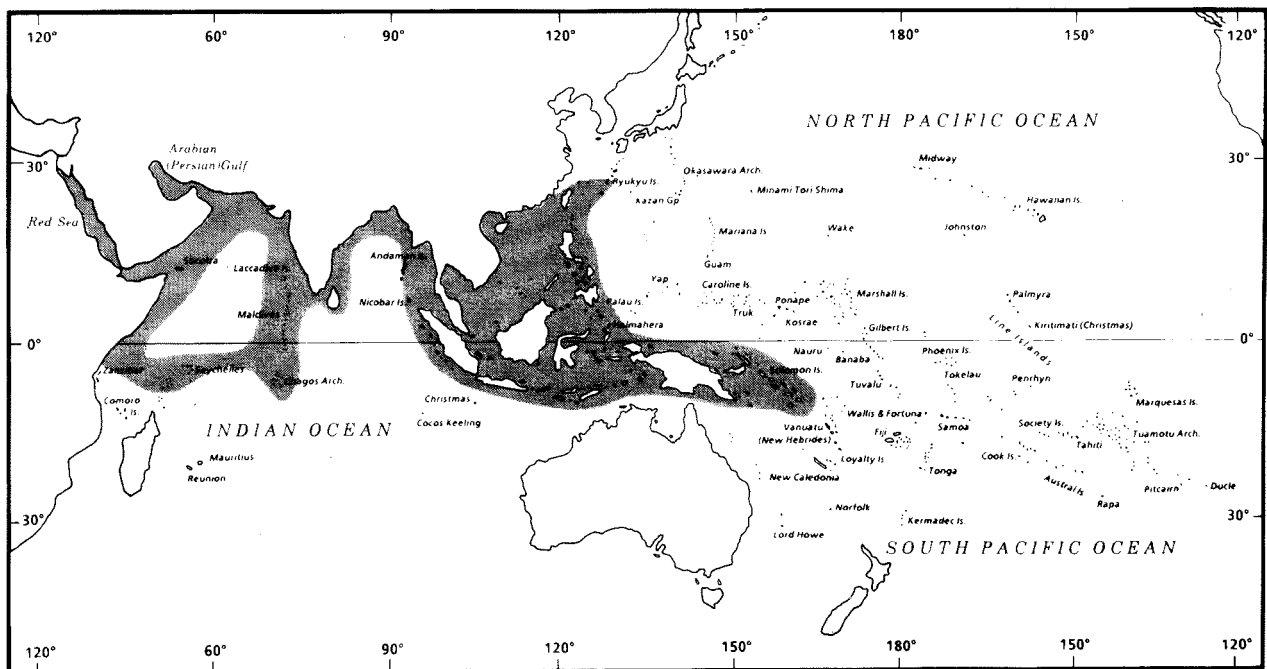 120° 60° 90° 120° 150° 180° 150° 120°
NORTH PACIFIC OCEAN
Arabian
(Persian)Gulf
30° 30°
Midway
Okasawara Arch.
Ryukyu Is.
Minami Tori Shima
Kazan Gp
Hawaiian Is.
Red Sea
Mariana Is
Wake
Johnston
Socotra
Laccadive Is.
Andaman Is.
Guam
Yap
Caroline Is.
Nicobar Is.
Palau Is.
Ponape
Marshall Is.
Palmyra
Maldives
Truk
Kosrae
Halmahera
Gilbert Is.
Kiritimati (Christmas)
Line Islands
0° 0°
Nauru
Banaba
Phoenix Is.
Zanzibar
Seychelles
Chagos Arch.
Solomon Is.
Tuvalu
Tokelau
Penrhyn
Comoro
Is.
Christmas
Cocos Keeling
Marquesas Is.
Wallis & Fortuna
INDIAN OCEAN
Vanuatu
(New Hebrides)
Fiji
Samoa
Society Is.
Tahiti
Tuamotu Arch.
Mauritius
Reunion
Loyalty Is
Tonga
Cook Is.
New Caledonia
Austral Is
Rapa
Pitcairn
Ducie
Norfolk
Kermadec Is.
30° 30°
Lord Howe
SOUTH PACIFIC OCEAN
120° 60° 90° 120° 150° 180° 150° 120°